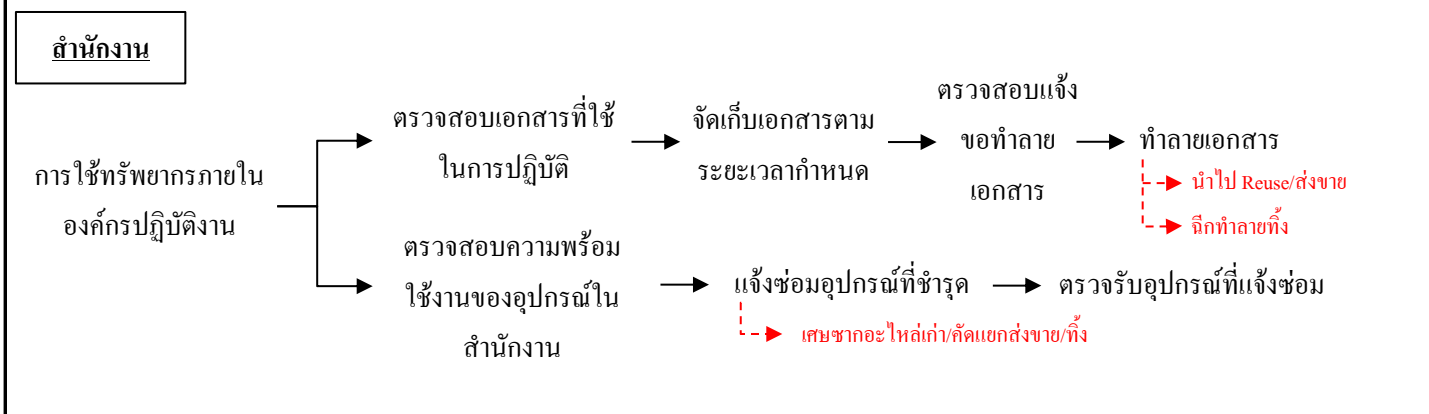 สำนักงาน
การใช้ทรัพยากรภายใน
องค์กรปฏิบัติงาน
ตรวจสอบเอกสารที่ใช้
ในการปฏิบัติ
จัดเก็บเอกสารตาม
ระยะเวลากำหนด
ตรวจสอบแจ้ง
ขอทำลาย
เอกสาร
ทำลายเอกสาร
นำไป Reuse/ส่งขาย
ฉีกทำลายทิ้ง
ตรวจสอบความพร้อม
ใช้งานของอุปกรณ์ใน
สำนักงาน
แจ้งซ่อมอุปกรณ์ที่ชำรุด
เศษซากอะไหล่เก่า/คัดแยกส่งขาย/ทิ้ง
ตรวจรับอุปกรณ์ที่แจ้งซ่อม